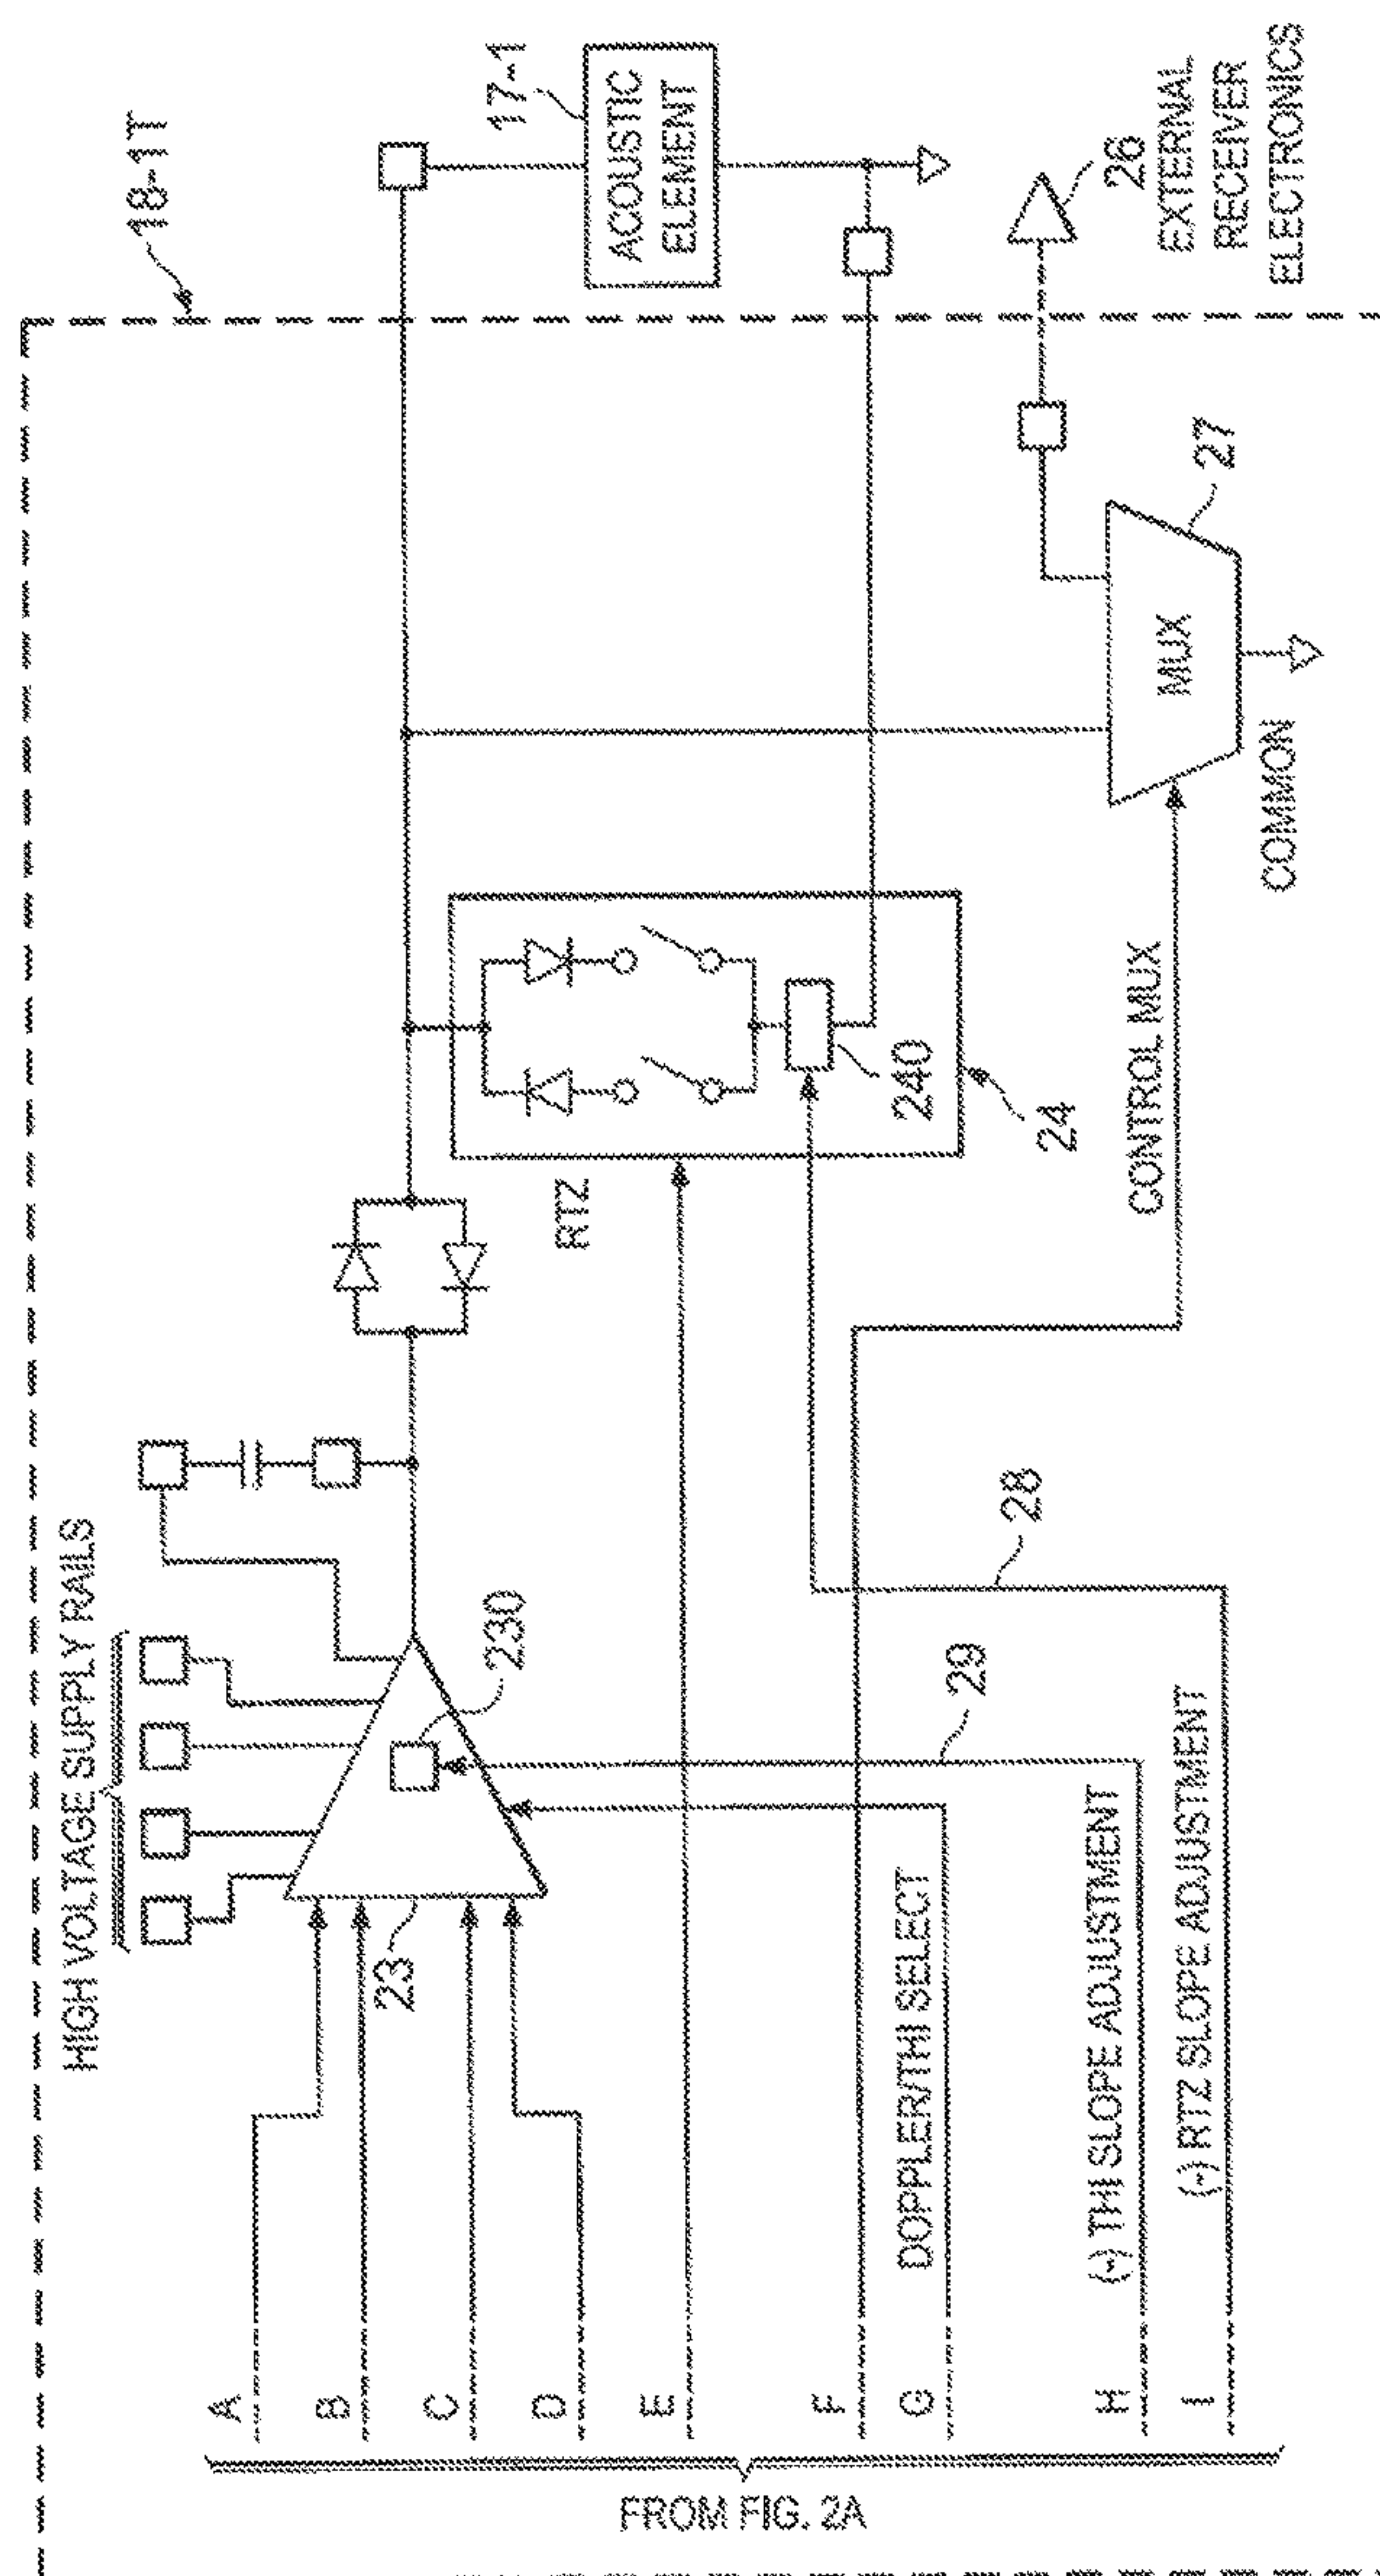 18-1T
17-1
ACOUSTIC
ELEMENT
26
EXTERNAL
RECEIVER
ELECTRONICS
27
MUX
COMMON
CONTROL MUX
240
24
RTZ
28
HIGH VOLTAGE SUPPLY RAILS
230
29
23
DOPPLER/THI SELECT
(~) THI SLOPE ADJUSTMENT
(~) RTZ SLOPE ADJUSTMENT
A
B
C
D
E
F
G
H
I
FROM FIG. 2A